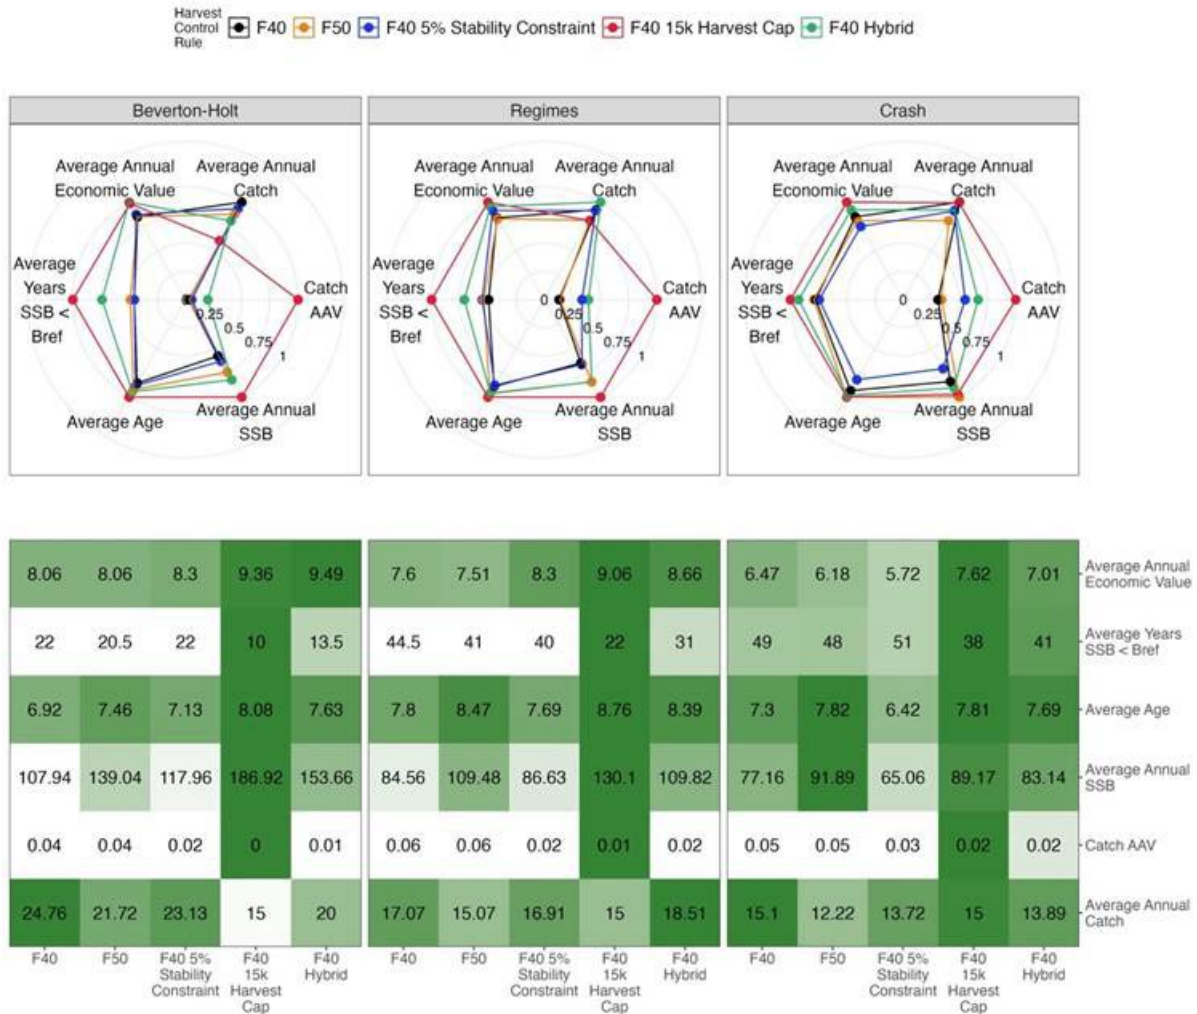 Harvest
Control
Rule
F40 F50 F40 5% Stability Constraint F40 15k Harvest Cap F40 Hybrid
Beverton-Holt Regimes Crash
Average Annual Average Annual Average Annual Average Annual Average Annual Average Annual
Economic Value Catch Economic Value Catch Economic Value Catch
Average Average Average
Years Catch Years Catch Years Catch
SSB < AAV SSB < AAV SSB < AAV
Bref Bref Bref
0.25 0 0.25 0 0.25
0.5 0.5 0.5
0.75 0.75 0.75
1 1 1
Average Age Average Annual Average Age Average Annual Average Age Average Annual
SSB SSB SSB
8.06 8.06 8.3 9.36 9.49 7.6 7.51 8.3 9.06 8.66 6.47 6.18 5.72 7.62 7.01 Average Annual
Economic Value
22 20.5 22 10 13.5 44.5 41 40 22 31 49 48 51 38 41 Average Years
SSB < Bref
6.92 7.46 7.13 8.08 7.63 7.8 8.47 7.69 8.76 8.39 7.3 7.82 6.42 7.81 7.69 Average Age
107.94 139.04 117.96 186.92 153.66 84.56 109.48 86.63 130.1 109.82 77.16 91.89 65.06 89.17 83.14 Average Annual
SSB
0.04 0.04 0.02 0 0.01 0.06 0.06 0.02 0.01 0.02 0.05 0.05 0.03 0.02 0.02 Catch AAV
24.76 21.72 23.13 15 20 17.07 15.07 16.91 15 18.51 15.1 12.22 13.72 15 13.89 Average Annual
Catch
F40 F50 F40 5% F40 F40 F40 F50 F40 5% F40 F40 F40 F50 F40 5% F40 F40
Stability 15k Hybrid Stability 15k Hybrid Stability 15k Hybrid
Constraint Harvest Constraint Harvest Constraint Harvest
Cap Cap Cap